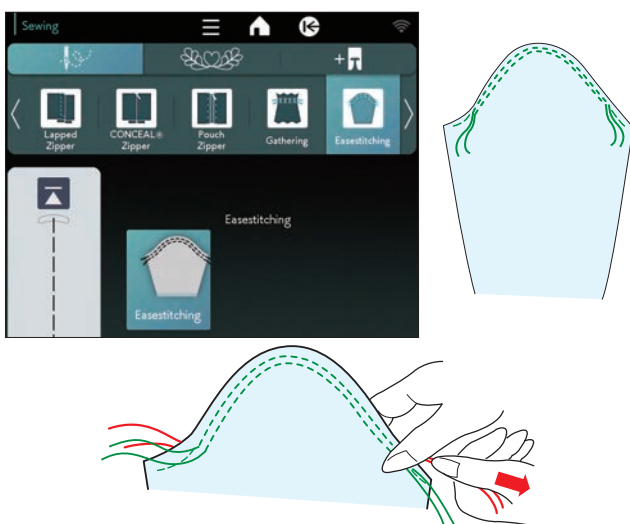 Sewing
Lapped
Zipper
CONCEAL®
Zipper
Pouch
Zipper
Gathering
Easestitching
Easestitching
Easestitching